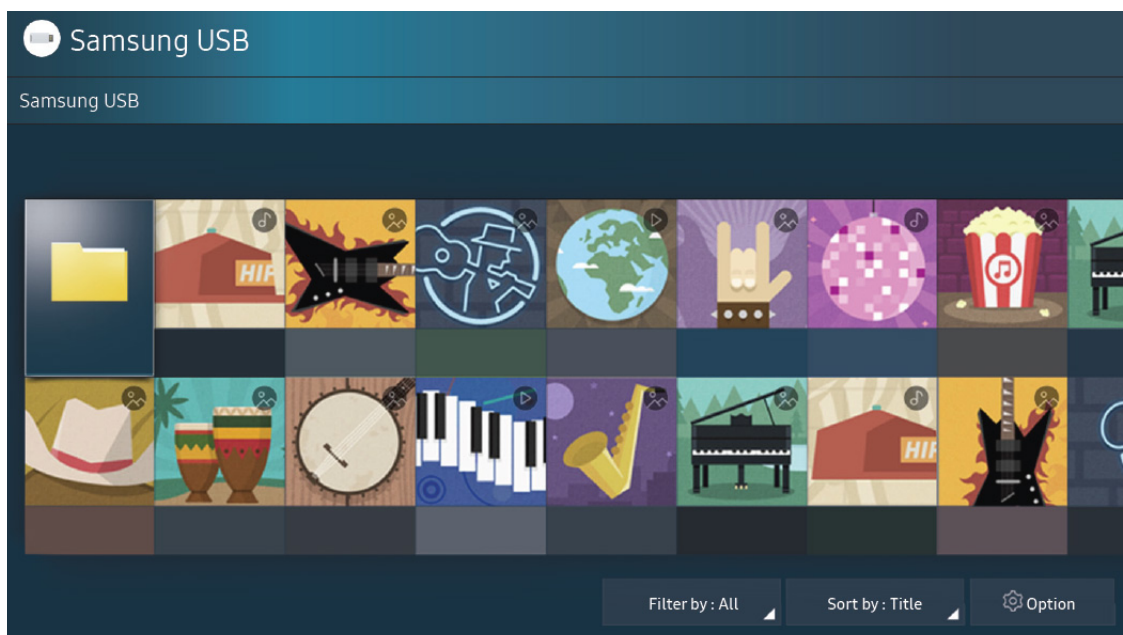 Samsung USB
Samsung USB
HIF
HIF
Filter by : All
Sort by : Title
Option